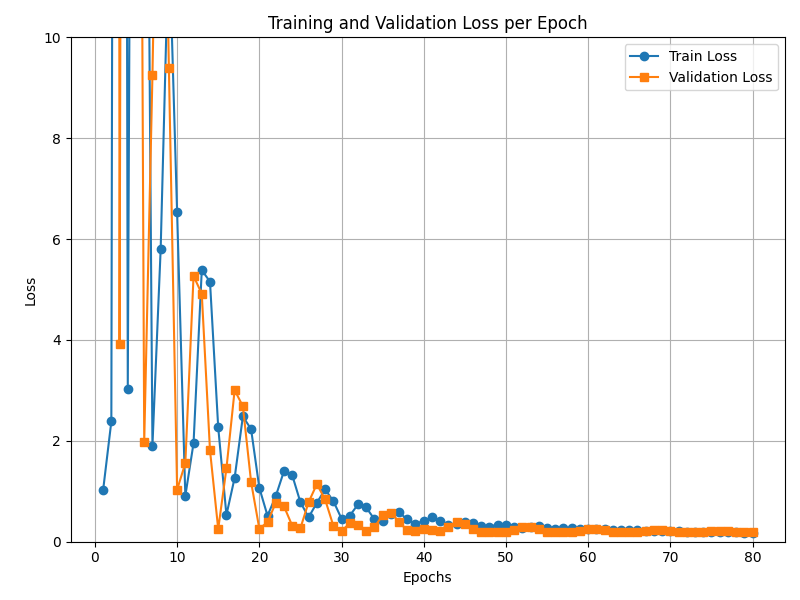 Training and Validation Loss per Epoch
Train Loss
Validation Loss
10
8
6
4
2
0
Loss
0 10 20 30 40 50 60 70 80
Epochs